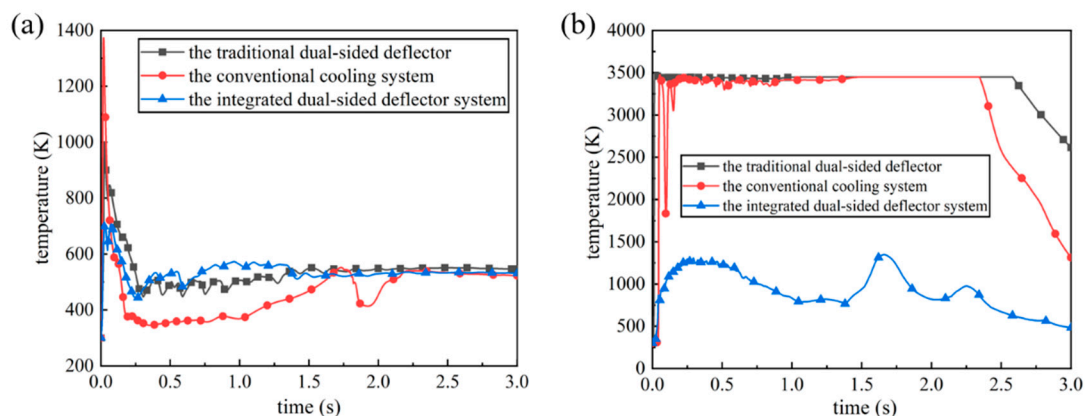 (a)
1400
1200
1000
800
600
400
200
temperature (K)
the traditional dual-sided deflector
the conventional cooling system
the integrated dual-sided deflector system
0.0 0.5 1.0 1.5 2.0 2.5 3.0
time (s)
(b)
4000
3500
3000
2500
2000
1500
1000
500
0
temperature (K)
the traditional dual-sided deflector
the conventional cooling system
the integrated dual-sided deflector system
0.0 0.5 1.0 1.5 2.0 2.5 3.0
time (s)